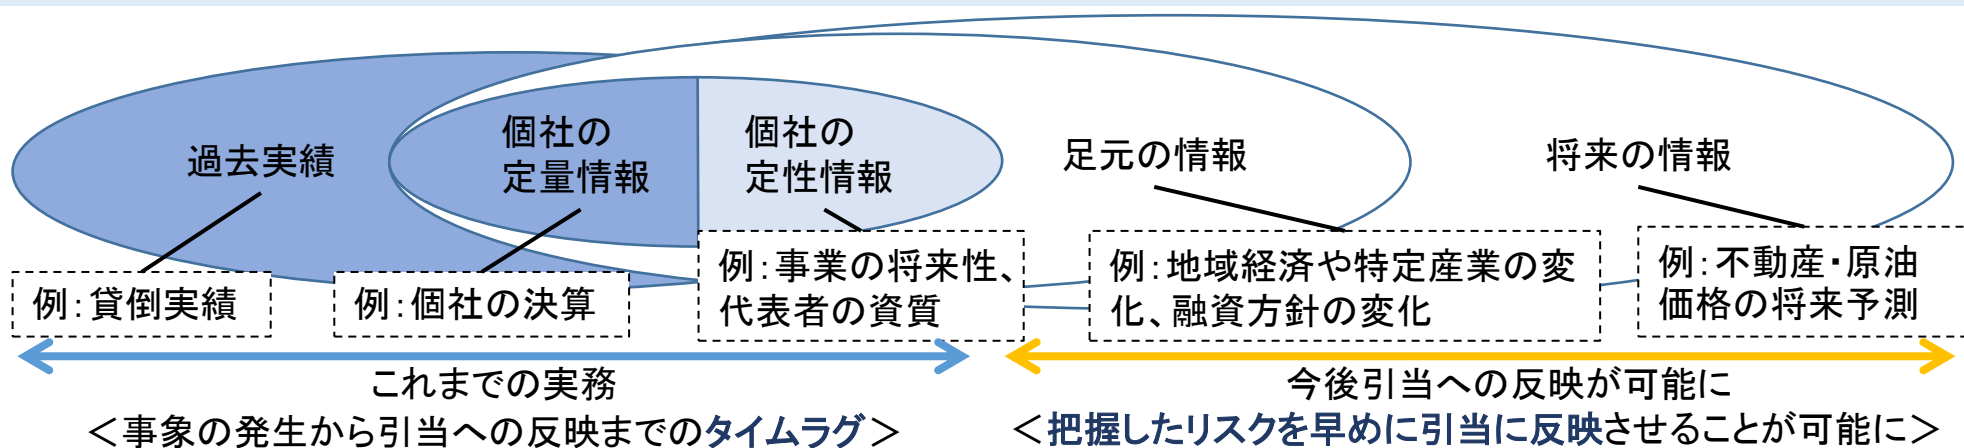 過去実績
個社の
定量情報
個社の
定性情報
足元の情報
将来の情報
例：貸倒実績
例：個社の決算
例：事業の将来性、
代表者の資質
例：地域経済や特定産業の変
化、融資方針の変化
例：不動産・原油
価格の将来予測
これまでの実務
＜事象の発生から引当への反映までのタイムラグ＞
今後引当への反映が可能に
＜把握したリスクを早めに引当に反映させることが可能に＞